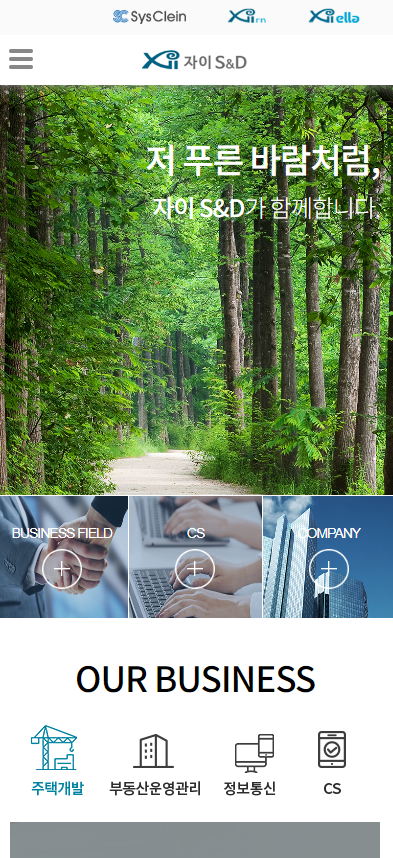 SysClein
Xi rn
Xi ella
Xi 자이 S&D
저 푸른 바람처럼,
자이 S&D가 함께합니다.
BUSINESS FIELD
CS
COMPANY
OUR BUSINESS
주택개발
부동산운영관리
정보통신
CS